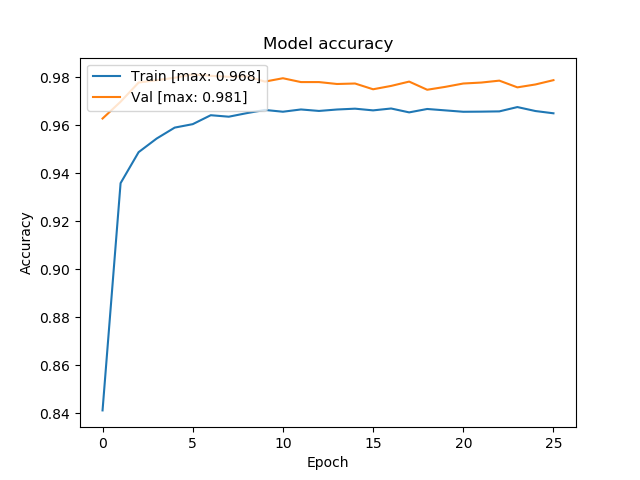 Model accuracy
Train [max: 0.968]
Val [max: 0.981]
0.98
0.96
0.94
0.92
0.90
0.88
0.86
0.84
Accuracy
0 5 10 15 20 25
Epoch